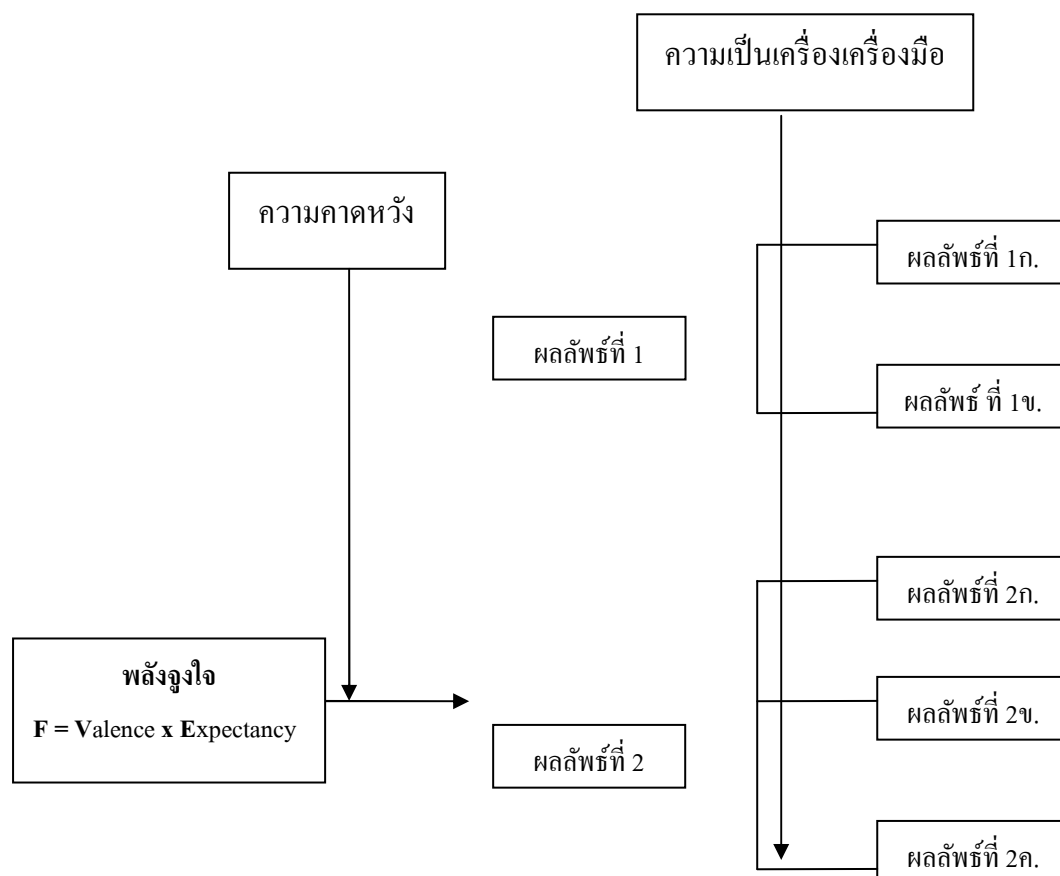 ความเป็นเครื่องเครื่องมือ
ความคาดหวัง
ผลลัพธ์ที่ 1ก.
ผลลัพธ์ที่ 1
ผลลัพธ์ ที่ 1ข.
ผลลัพธ์ที่ 2ก.
พลังจูงใจ
F = Valence x Expectancy
ผลลัพธ์ที่ 2ข.
ผลลัพธ์ที่ 2
ผลลัพธ์ที่ 2ค.